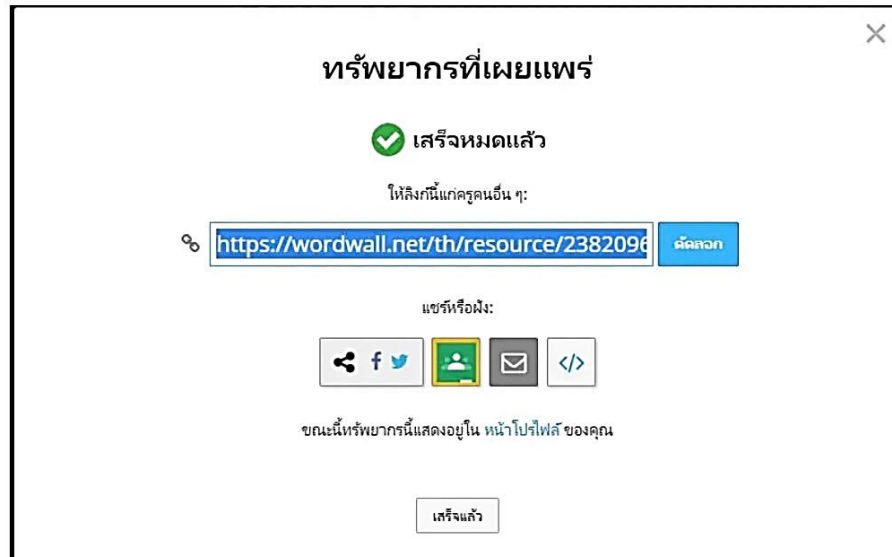 ทรัพยากรที่เผยแพร่
เสร็จหมดแล้ว
ให้ลิงก์นี้แก่ครูคนอื่น ๆ:
https://wordwall.net/th/resource/2382096
คัดลอก
แชร์หรือฝัง:
ขณะนี้ทรัพยากรนี้แสดงอยู่ใน หน้าโปรไฟล์ ของคุณ
เสร็จแล้ว